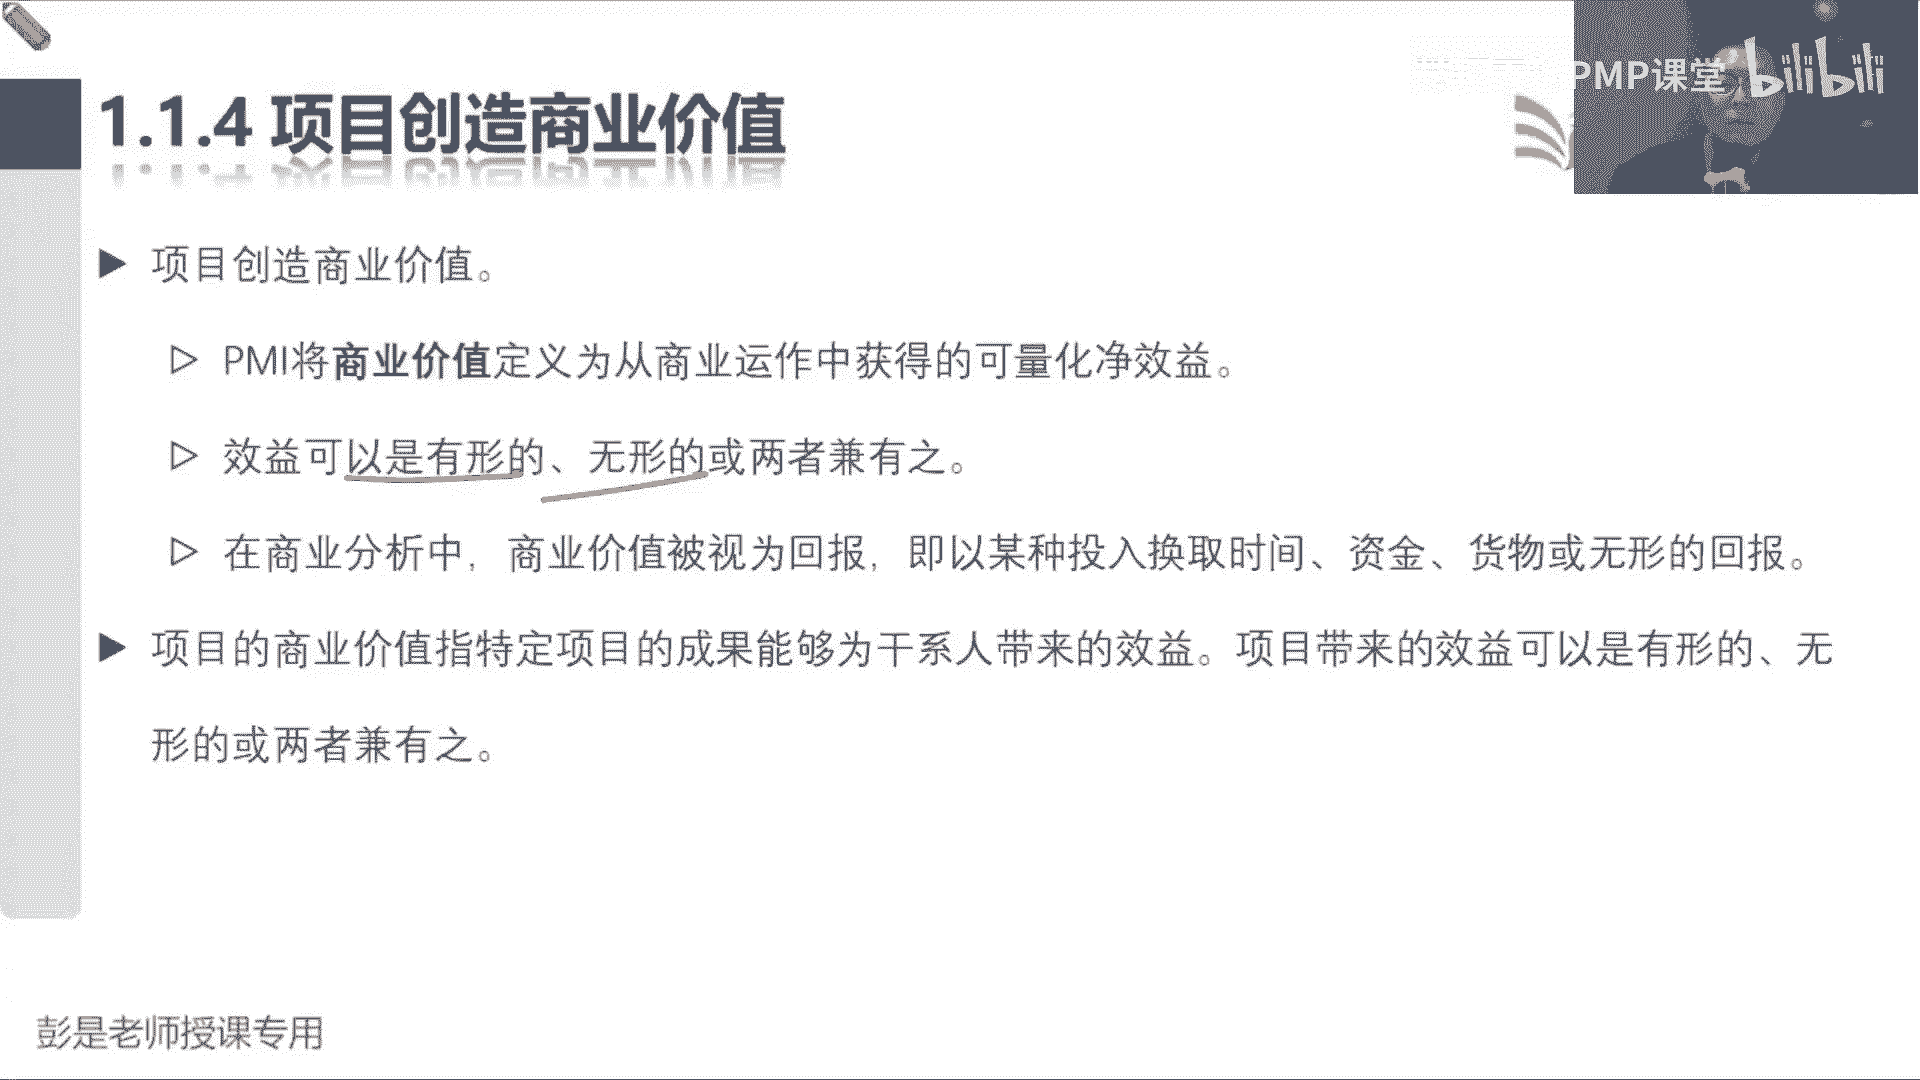 PMP课堂 bilibili
1.1.4 项目创造商业价值
项目创造商业价值。
PMI将商业价值定义为从商业运作中获得的可量化净效益。
效益可以是有形的、无形的或两者兼有之。
在商业分析中，商业价值被视为回报，即以某种投入换取时间、资金、货物或无形的回报。
项目的商业价值指特定项目的成果能够为干系人带来的效益。项目带来的效益可以是有形的、无
形的或两者兼有之。
彭是老师授课专用